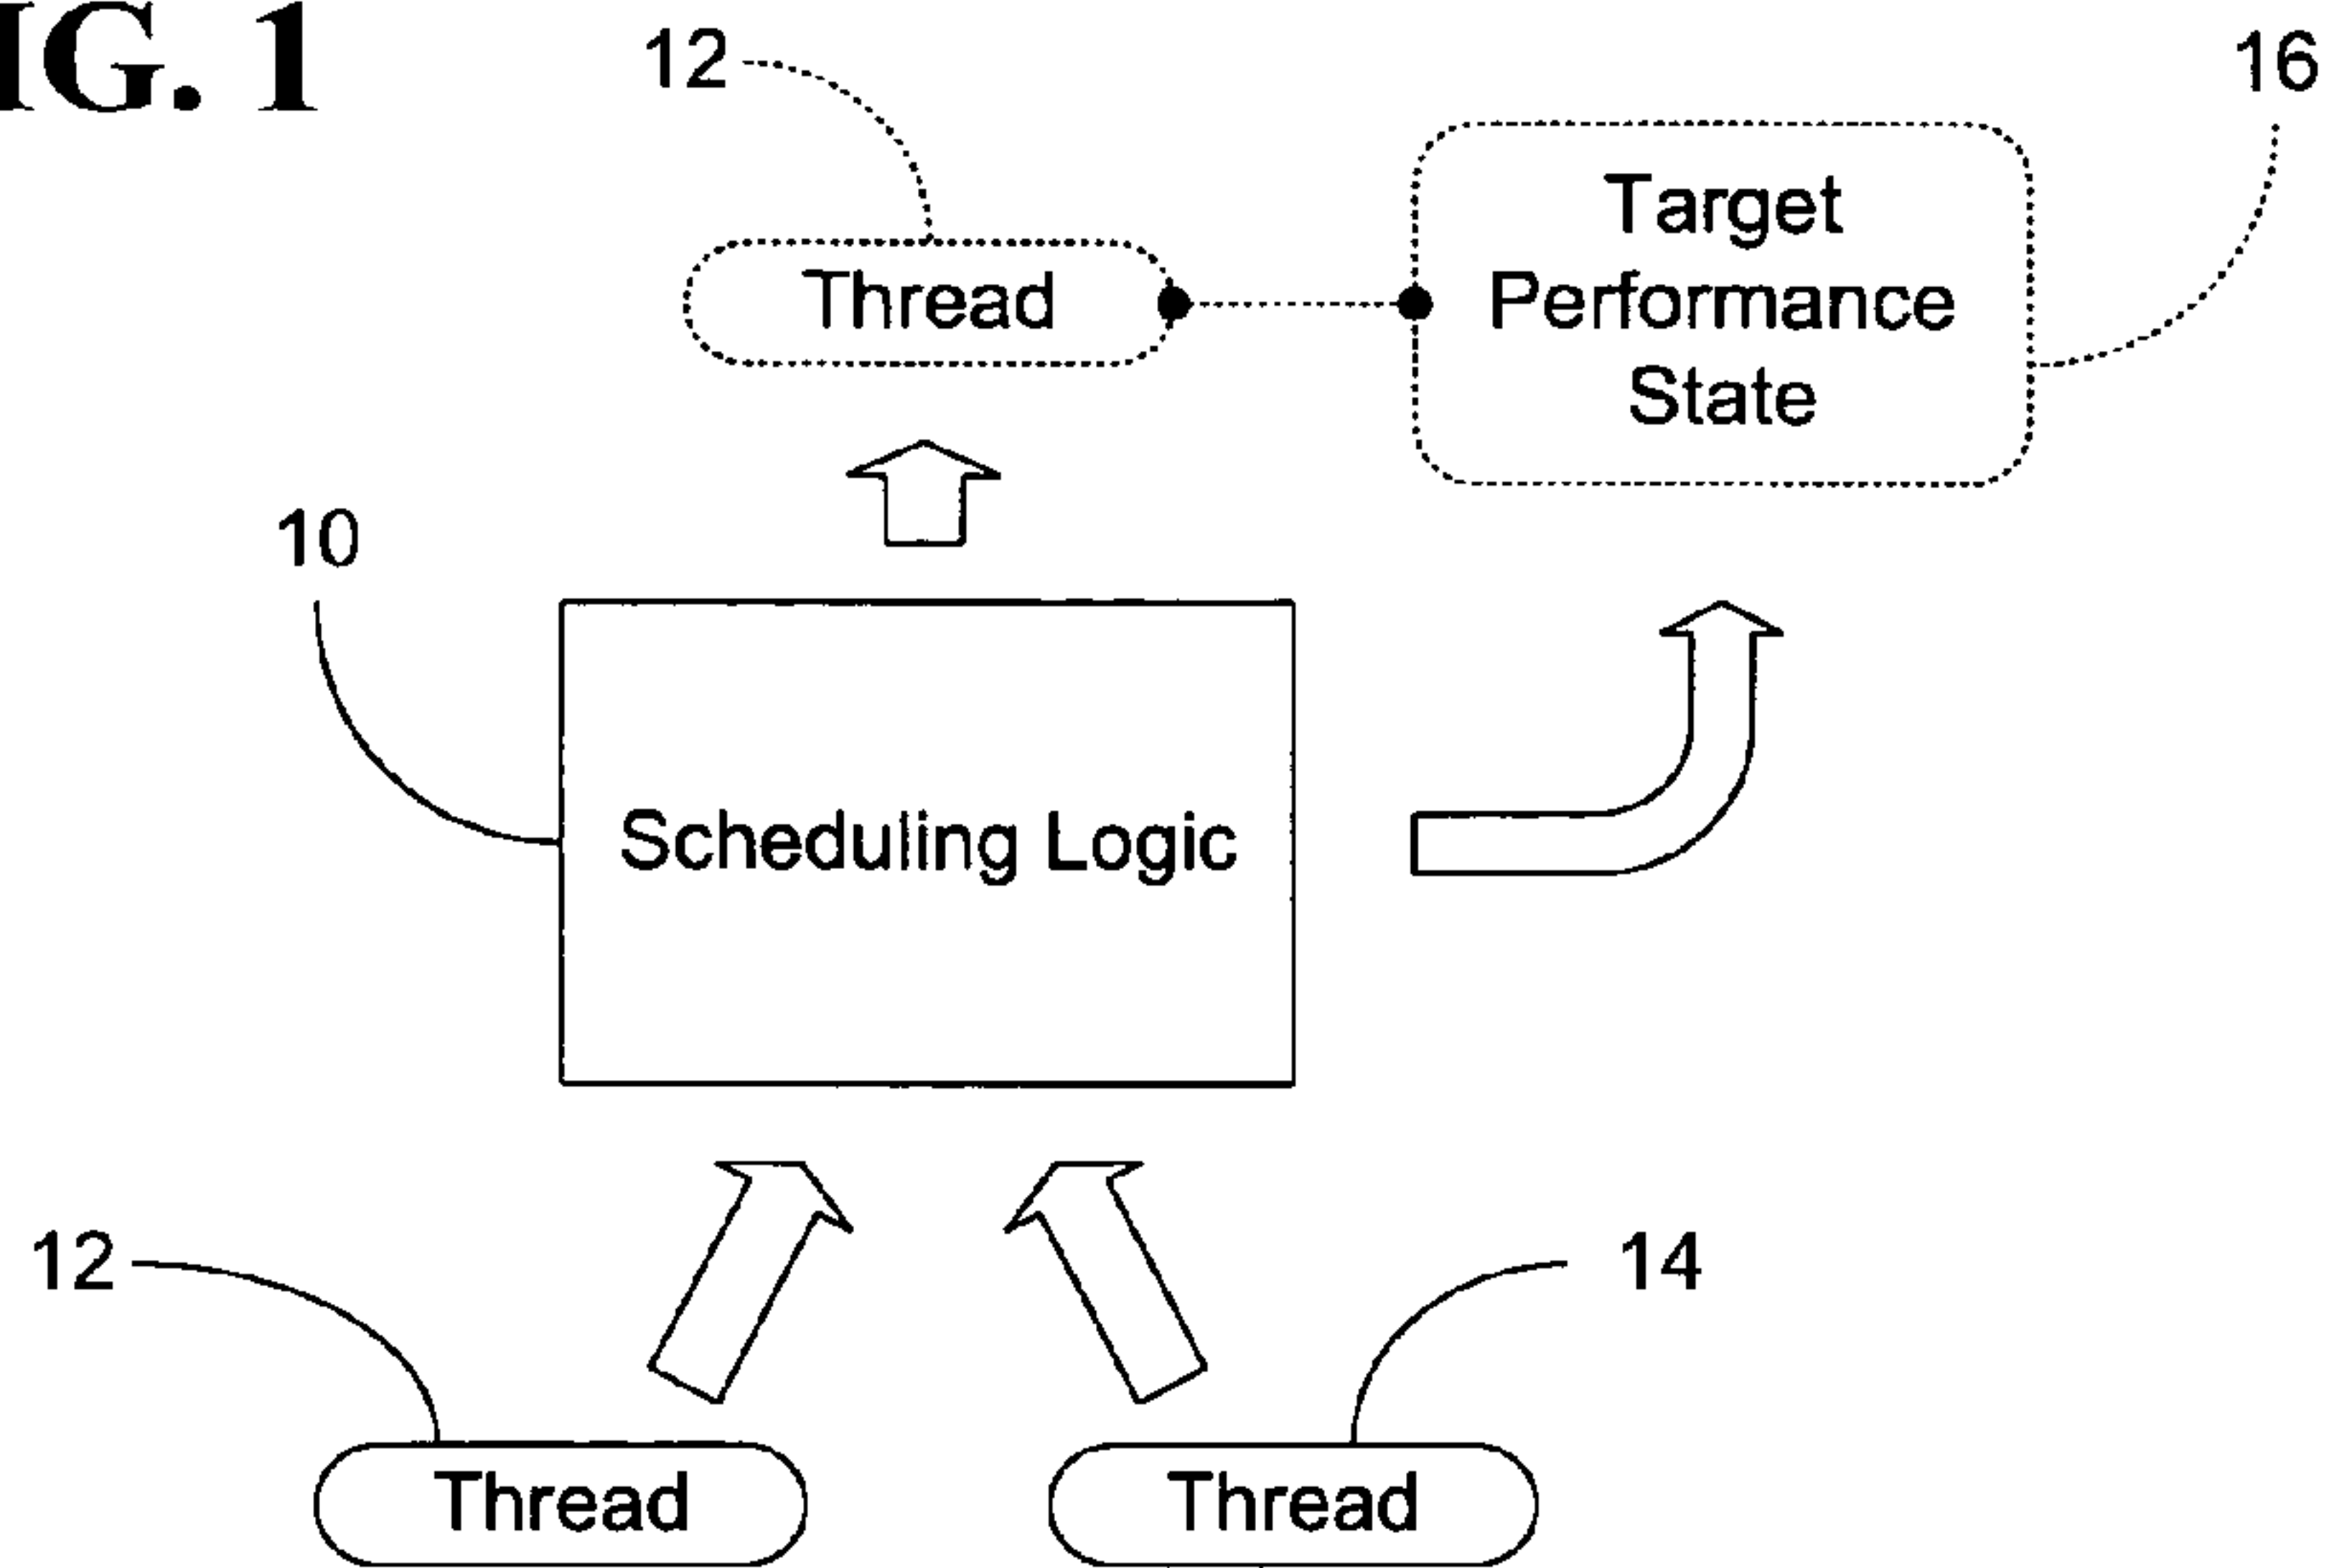 IG. 1
12
16
Thread
Target
Performance
State
10
Scheduling Logic
12
14
Thread
Thread